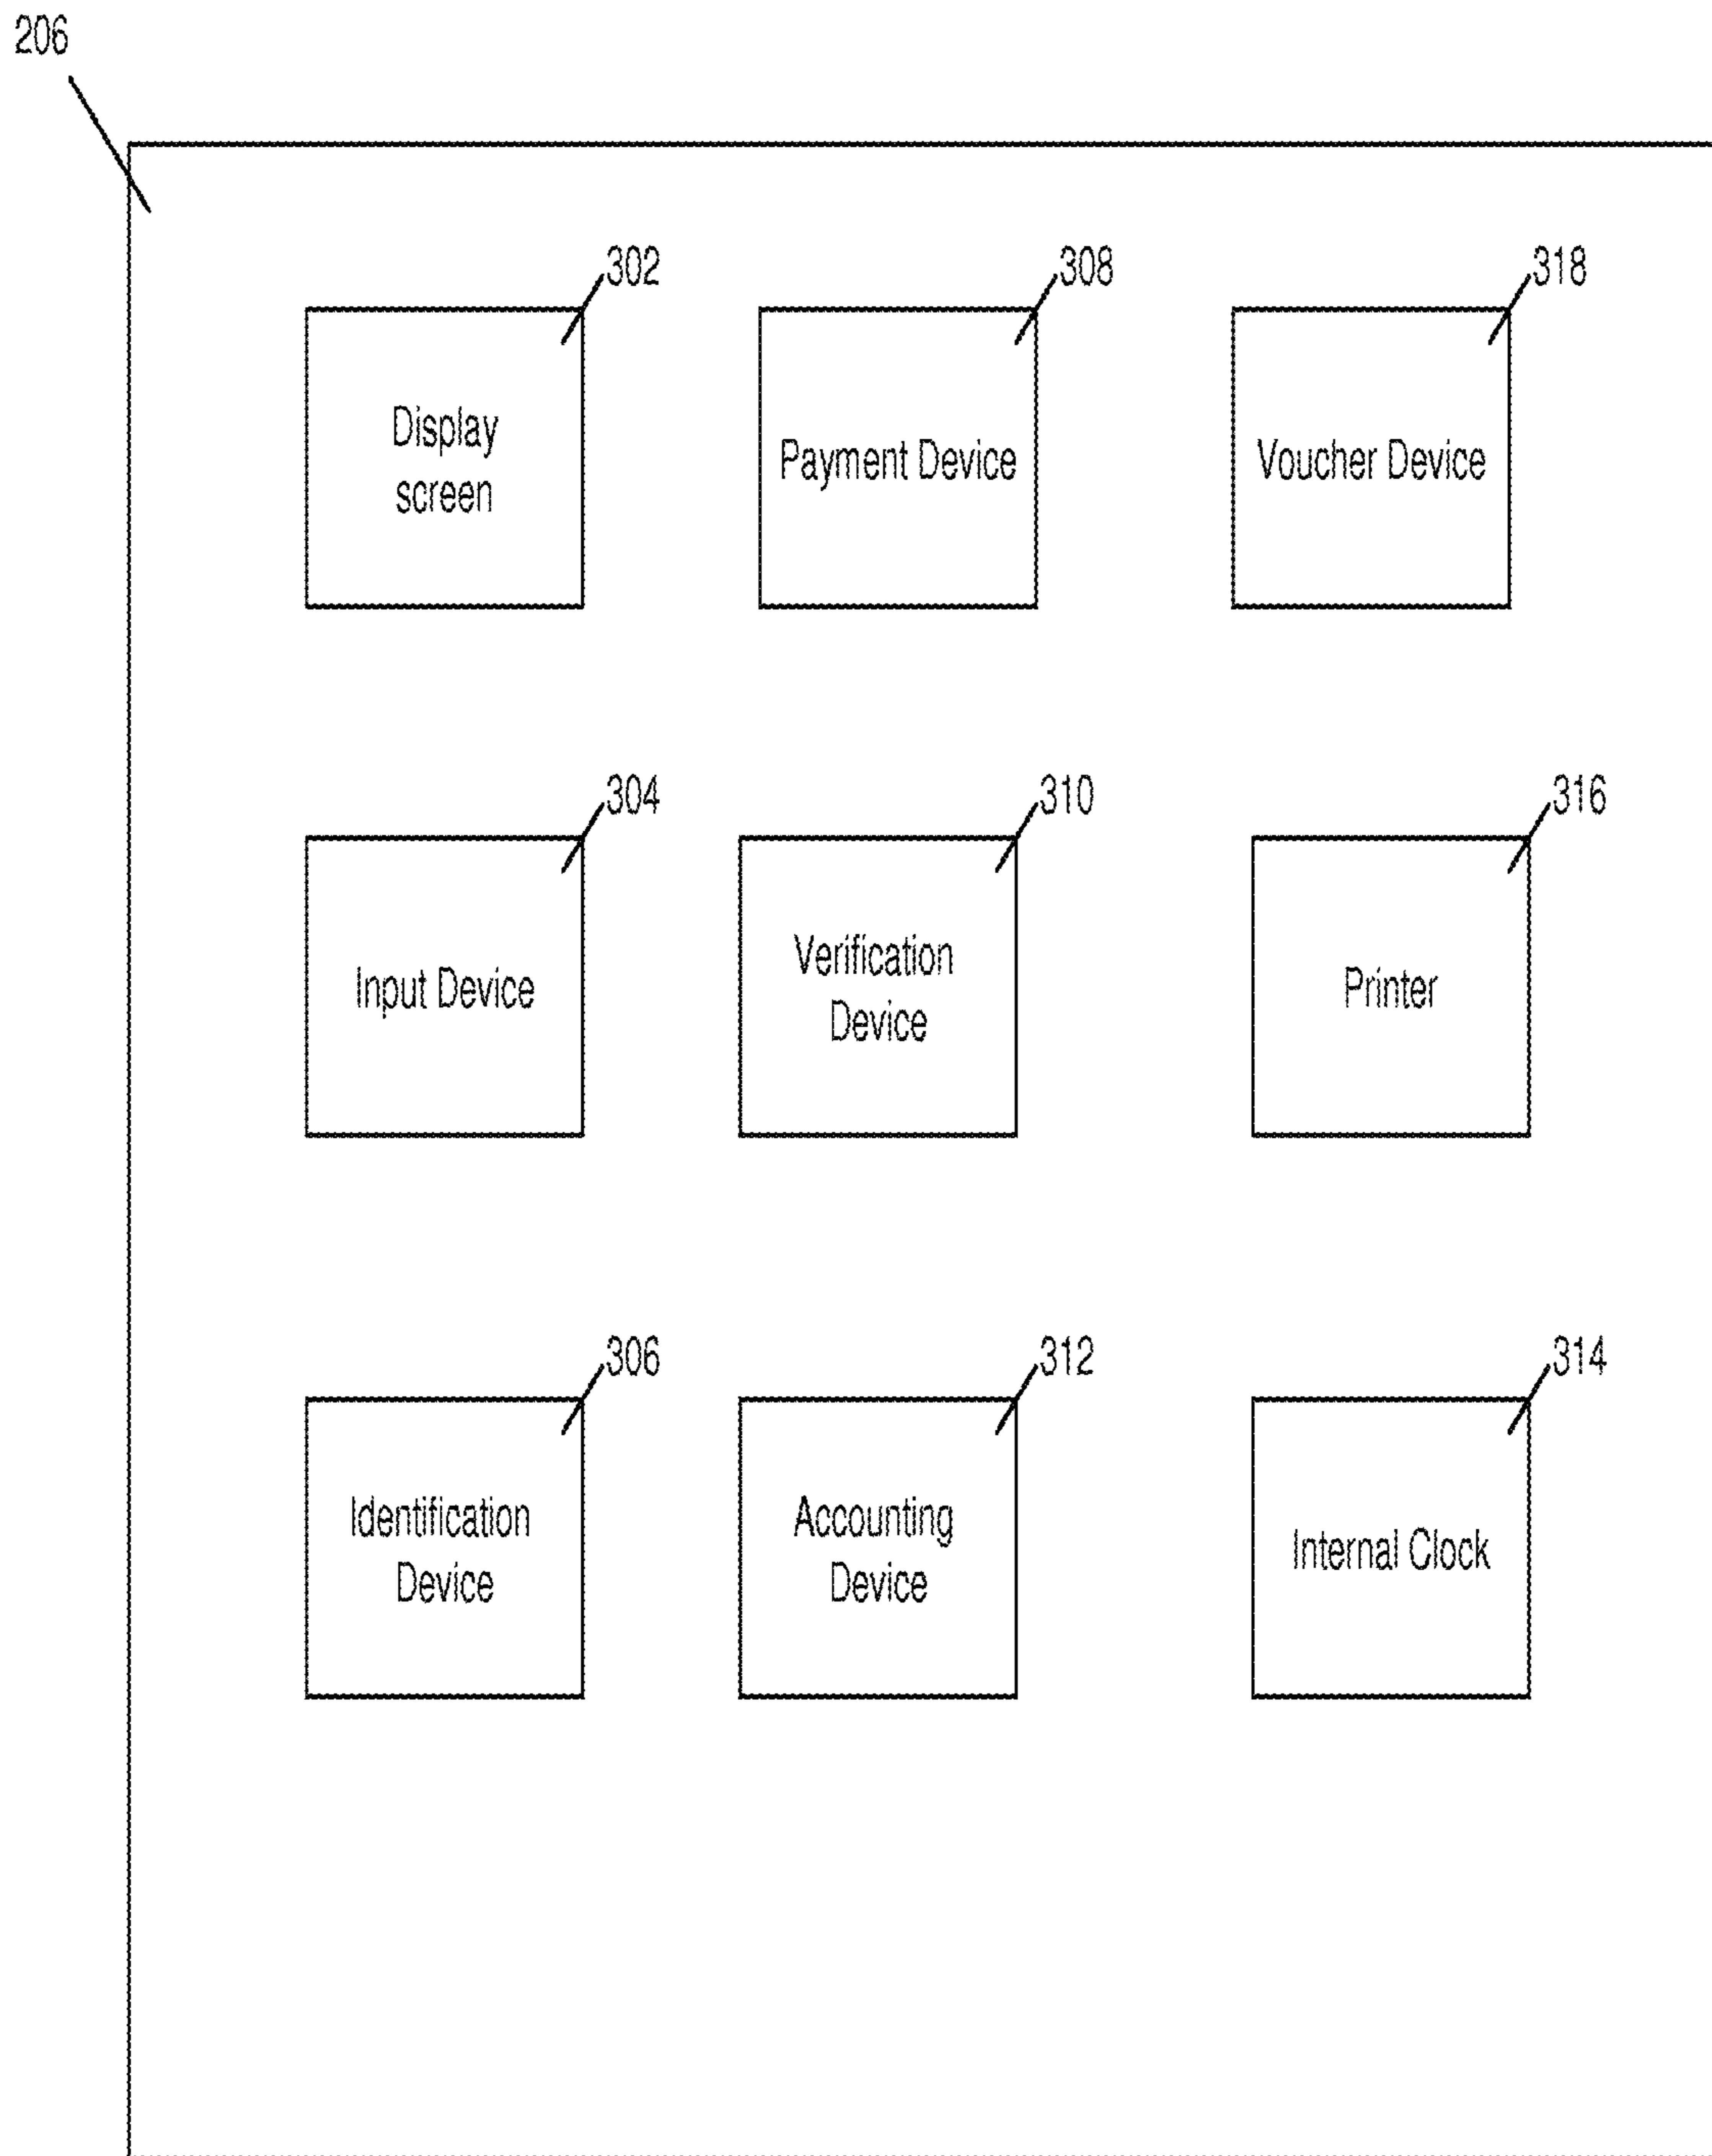 206
302
308
318
Display
screen
Payment Device
Voucher Device
304
310
316
Input Device
Verification
Device
Printer
306
312
314
Identification
Device
Accounting
Device
Internal Clock